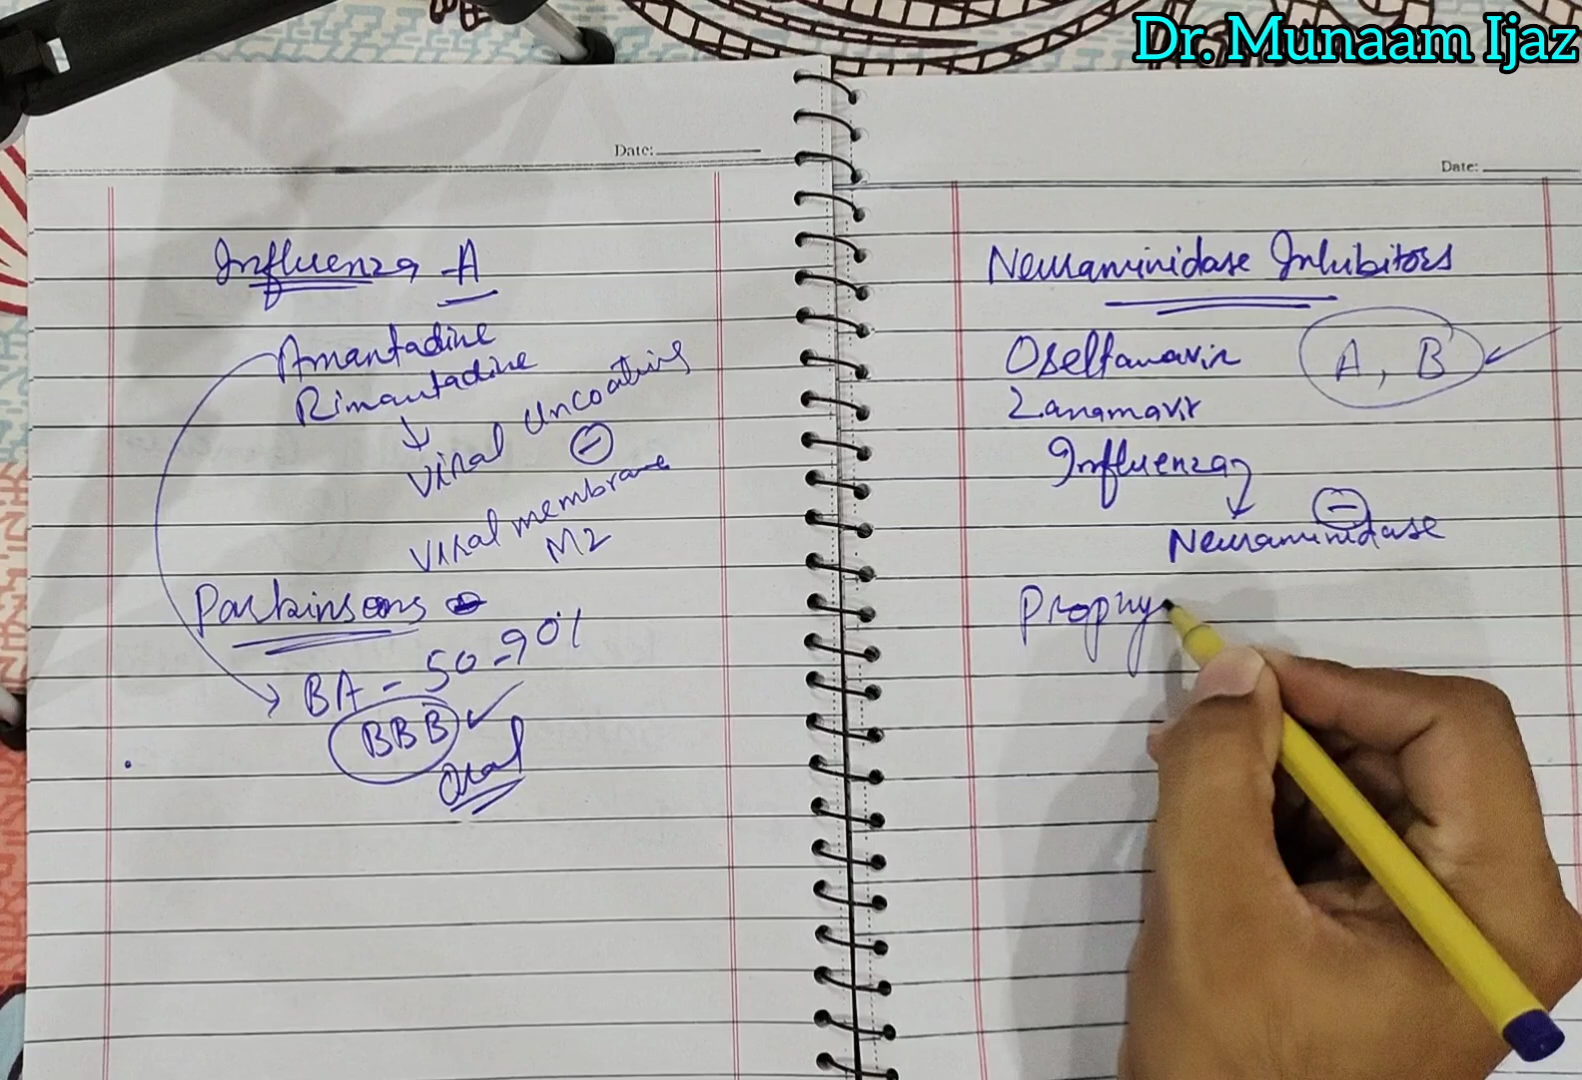 Dr. Munaam Ijaz
Date:
Influenza - A
Amantadine
Rimantadine
Viral Uncoating
Viral membrane
M2
Parkinsons
BA - 50-90%
BBB
Oral
Date:
Neuraminidase Inhibitors
Oseltamavir A, B
Zanamavir
Influenza
Neuraminidase
Prophy